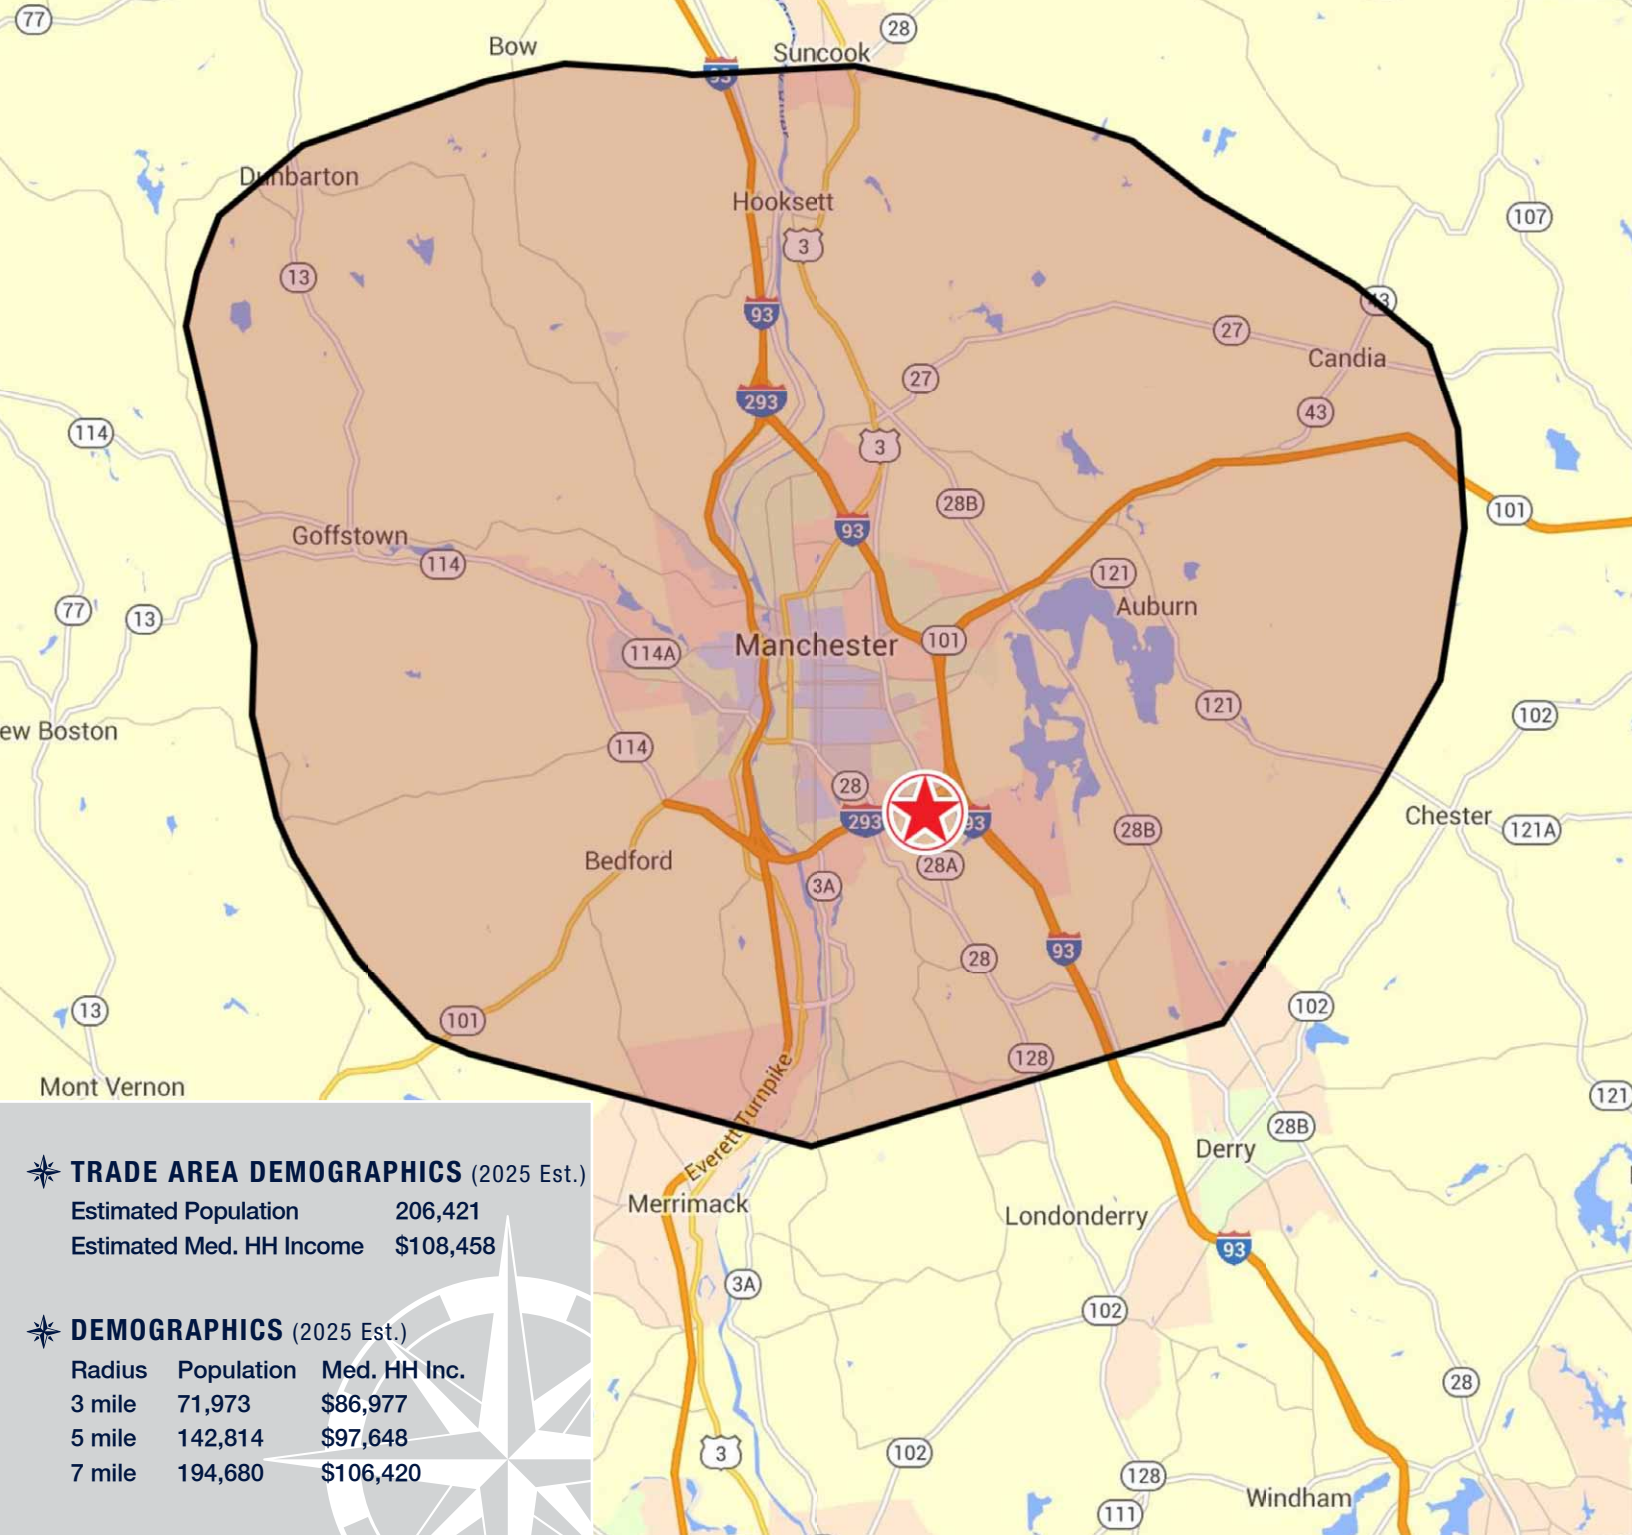 77
Bow
Suncook
28
93
Dunbarton
Hooksett
107
3
13
43
93
27
Candia
27
293
43
114
3
28B
101
93
Goffstown
114
121
Auburn
77
13
101
Manchester
114A
121
102
ew Boston
114
28
Chester
293
93
28B
121A
Bedford
28A
3A
93
28
13
102
101
128
Mont Vernon
121
Everett Turnpike
28B
Derry
Merrimack
Londonderry
93
3A
102
28
3
102
128
Windham
111
TRADE AREA DEMOGRAPHICS (2025 Est.)
Estimated Population 206,421
Estimated Med. HH Income $108,458
DEMOGRAPHICS (2025 Est.)
Radius Population Med. HH Inc.
3 mile 71,973 $86,977
5 mile 142,814 $97,648
7 mile 194,680 $106,420